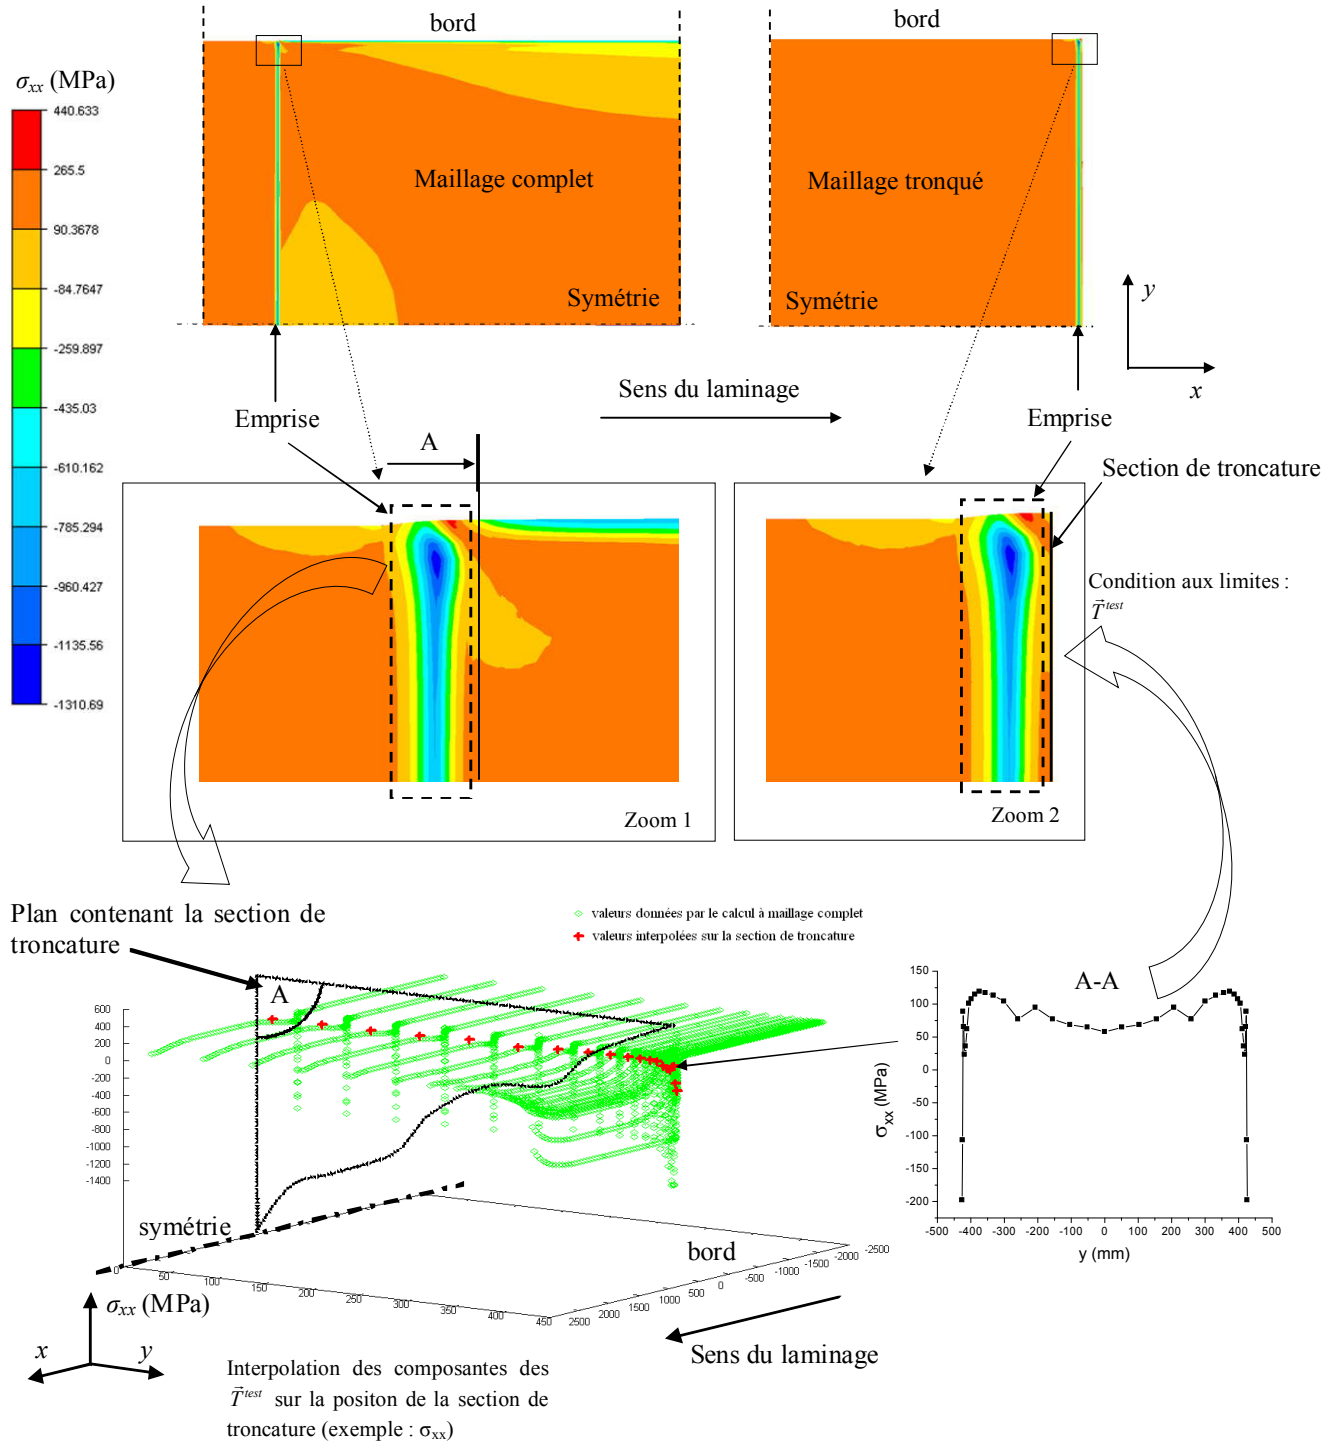 bord
bord
σxx (MPa)
440.633
265.5
90.3678
-84.7647
-259.897
-435.03
-610.162
-785.294
-960.427
-1135.56
-1310.69
Maillage complet
Maillage tronqué
Symétrie
Symétrie
y
x
Sens du laminage
Emprise
Emprise
A
Section de troncature
Condition aux limites :
T⃗ test
Zoom 1
Zoom 2
Plan contenant la section de
troncature
valeurs données par le calcul à maillage complet
valeurs interpolées sur la section de troncature
A
600
400
200
0
-200
-400
-600
-800
-1000
-1200
-1400
symétrie
bord
0
50
100
150
200
250
300
350
400
450
2500
2000
1500
1000
500
0
-500
-1000
-1500
-2000
-2500
σxx (MPa)
x
y
Sens du laminage
Interpolation des composantes des
T⃗ test sur la positon de la section de
troncature (exemple : σxx)
A-A
150
100
50
0
-50
-100
150
-200
σxx (MPa)
-500
-400
-300
-200
-100
0
100
200
300
400
500
y (mm)